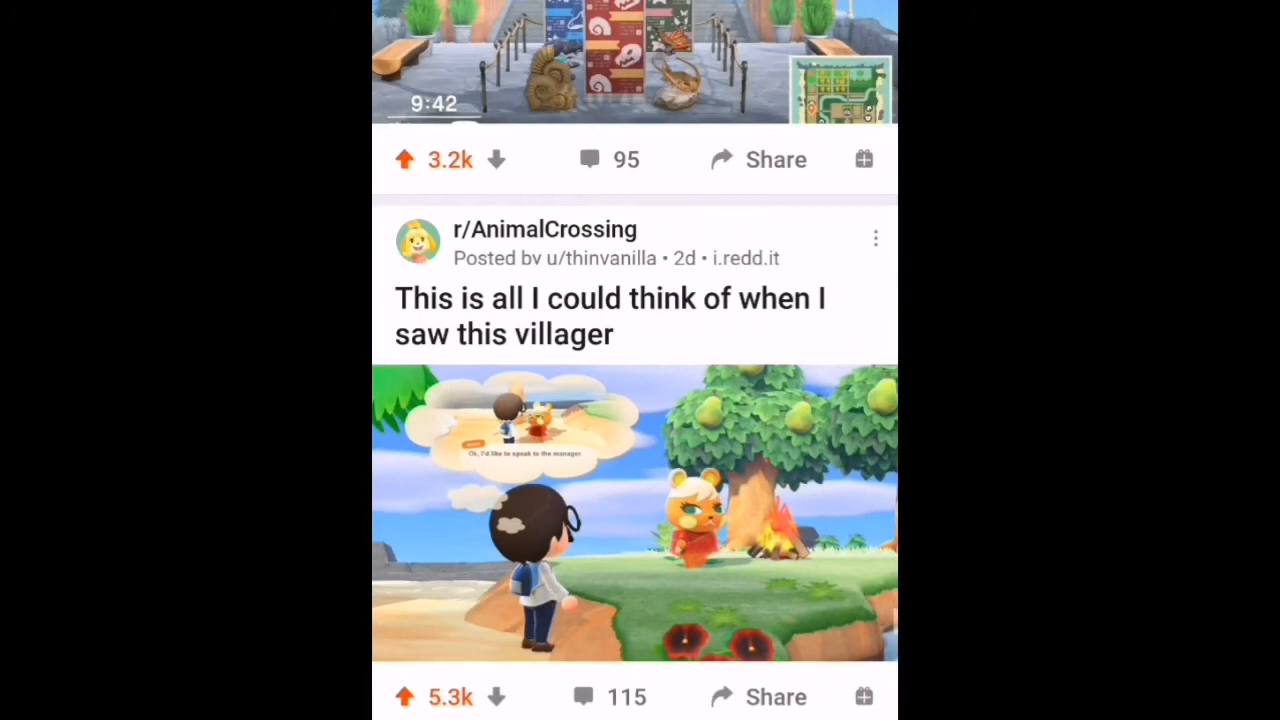 9:42
3.2k
95
Share
r/AnimalCrossing
Posted by u/thinvanilla • 2d • i.redd.it
This is all I could think of when I
saw this villager
Ok, I'd like to speak to the manager.
5.3k
115
Share